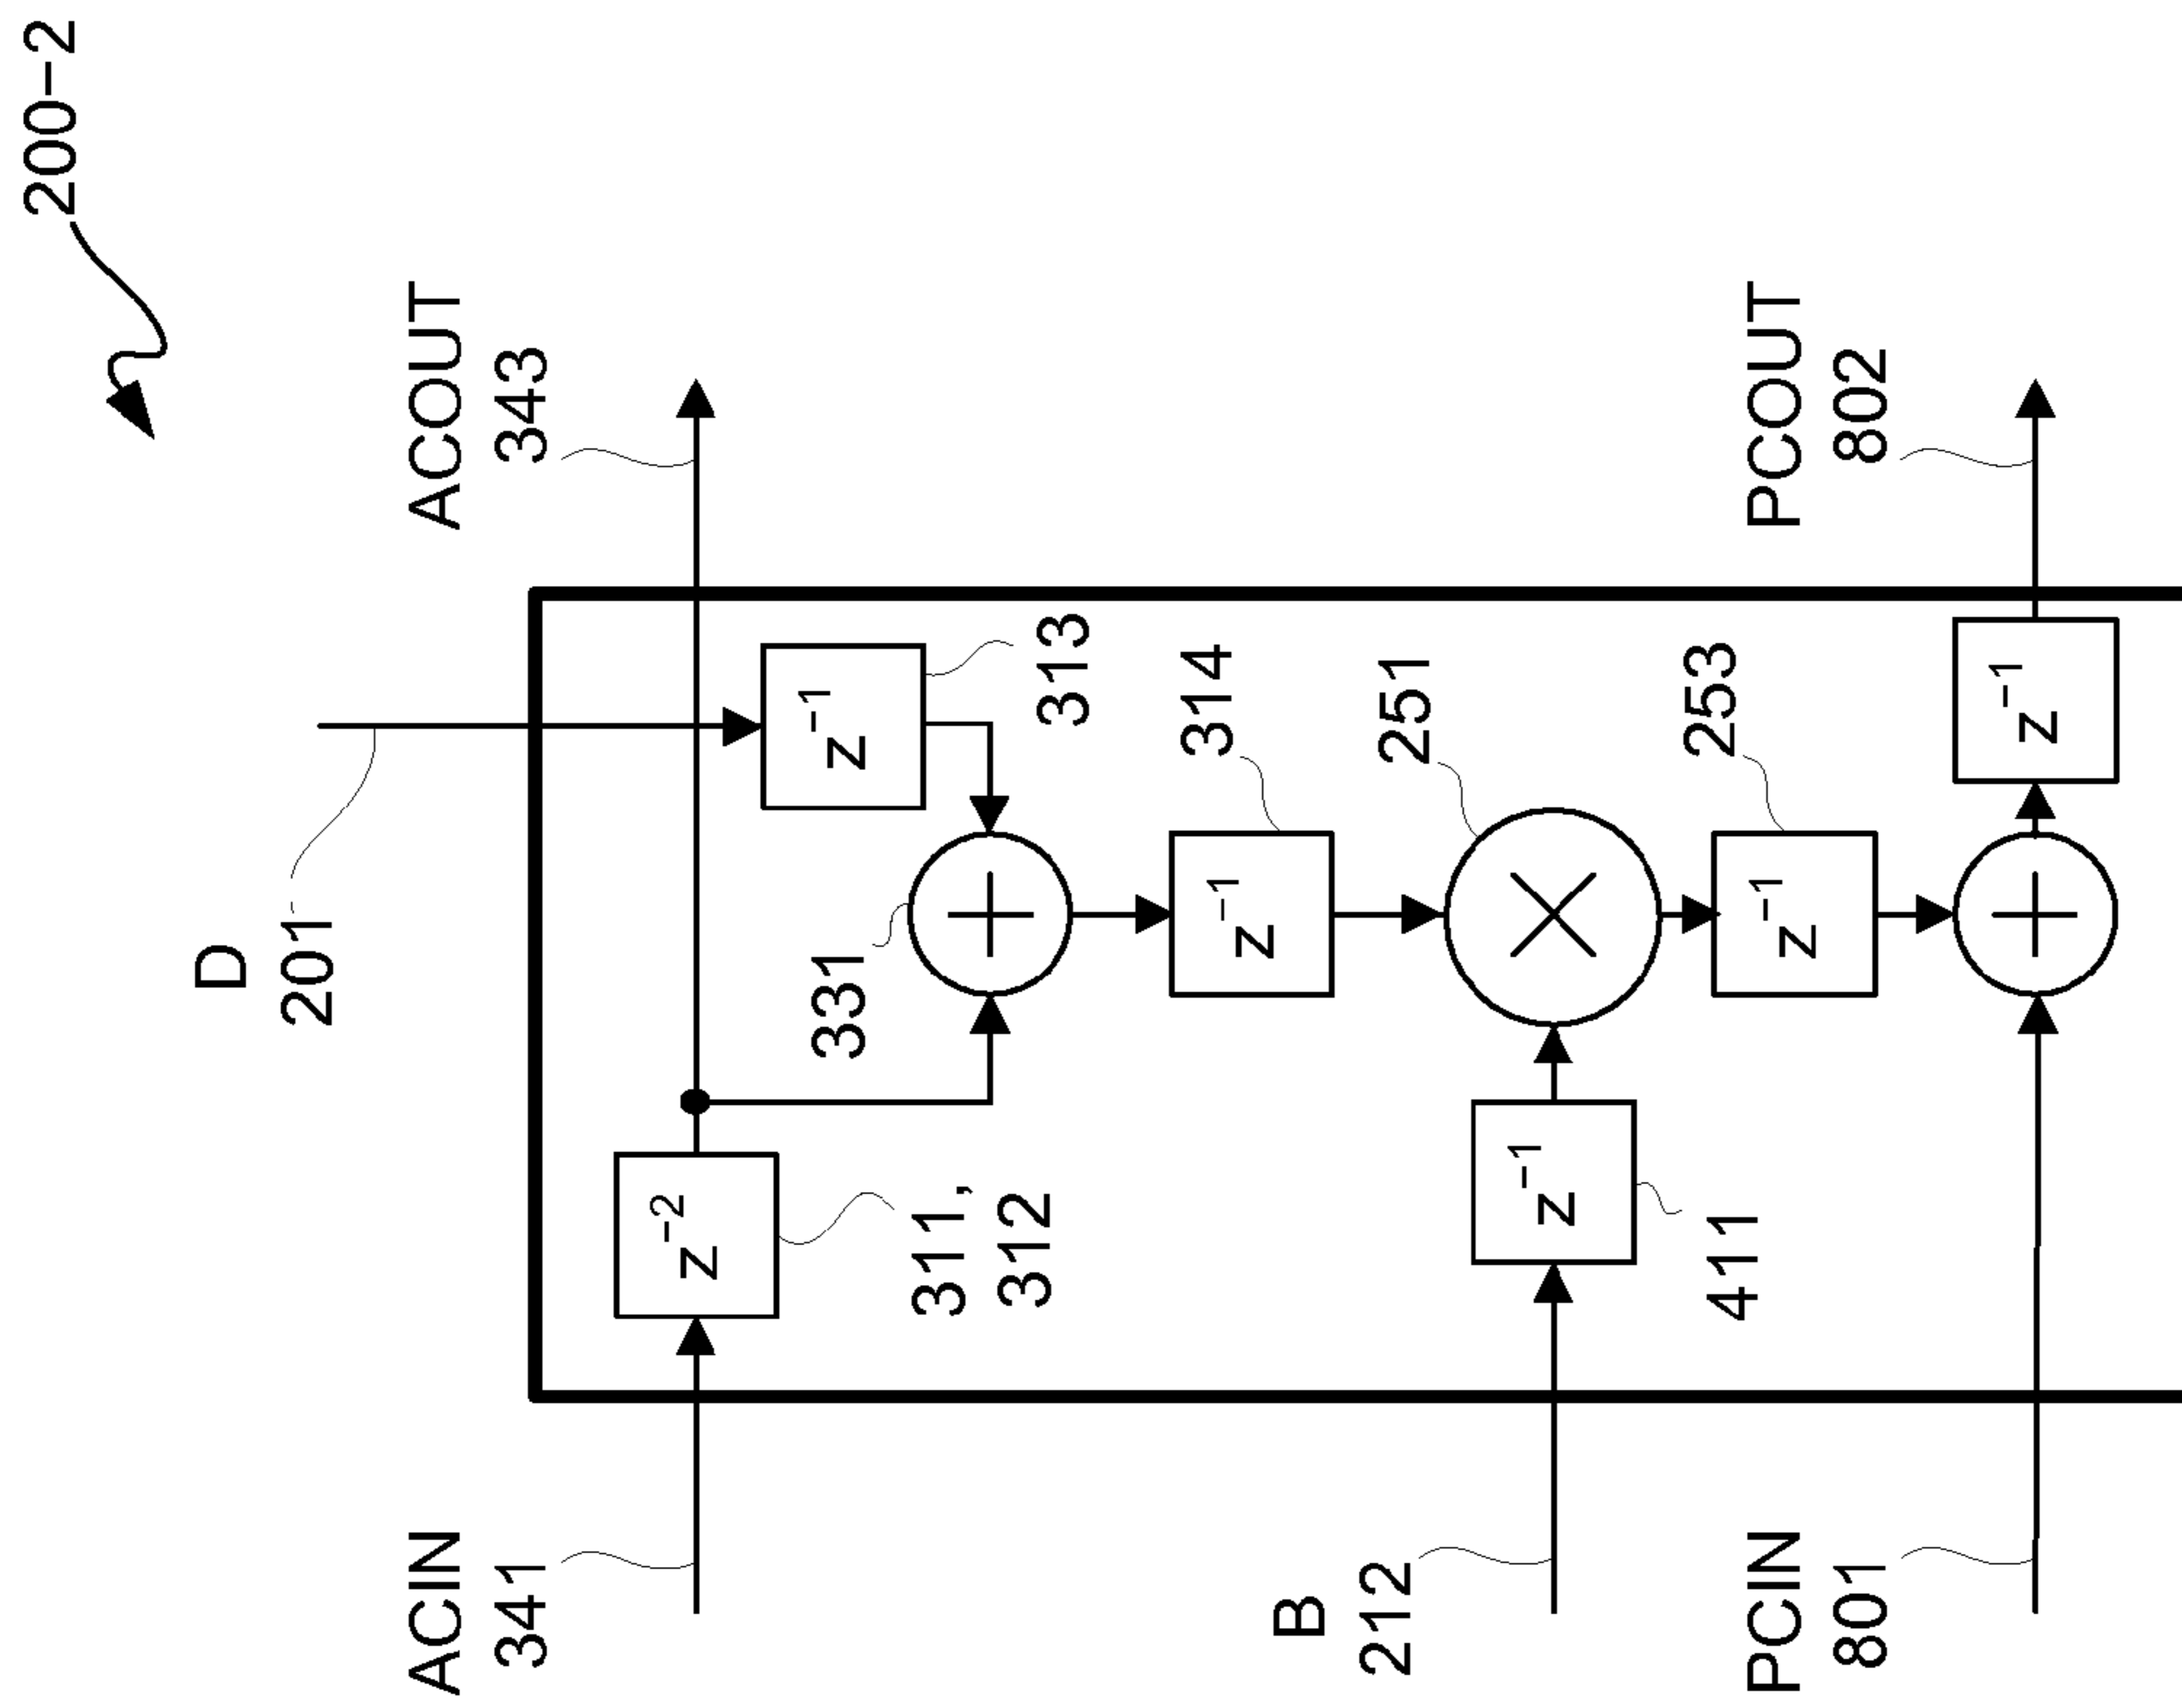 200-2
D
201
ACIN
341
ACOUT
343
z⁻²
311,
312
z⁻¹
313
331
z⁻¹
314
B
212
z⁻¹
411
251
z⁻¹
253
PCIN
801
z⁻¹
PCOUT
802